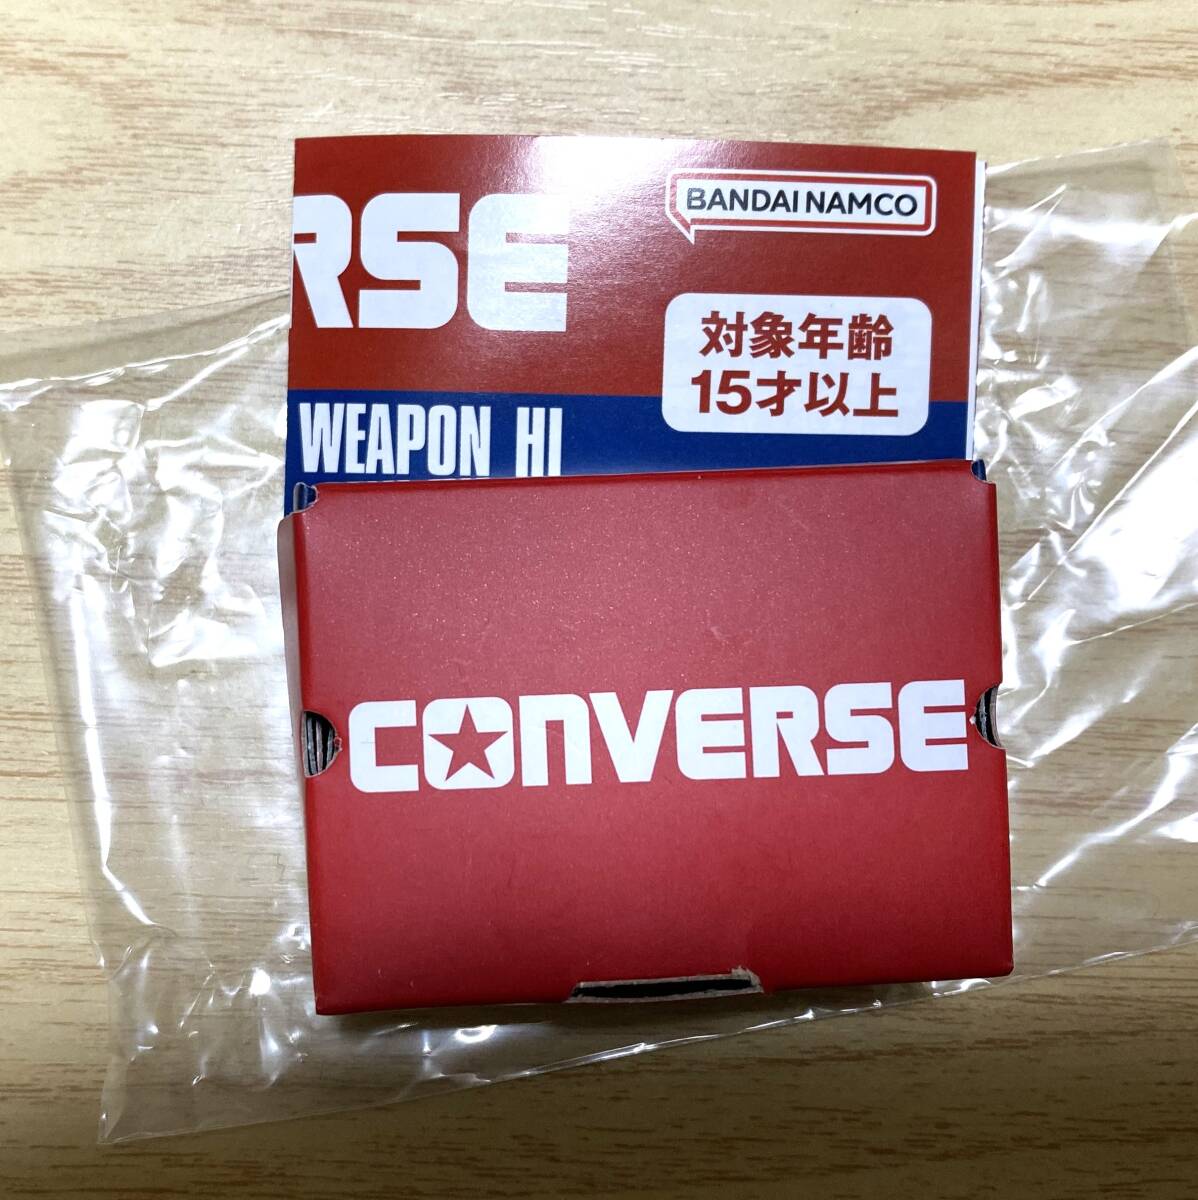 RSE
BANDAI NAMCO
対象年齢
15才以上
WEAPON HI
CONVERSE